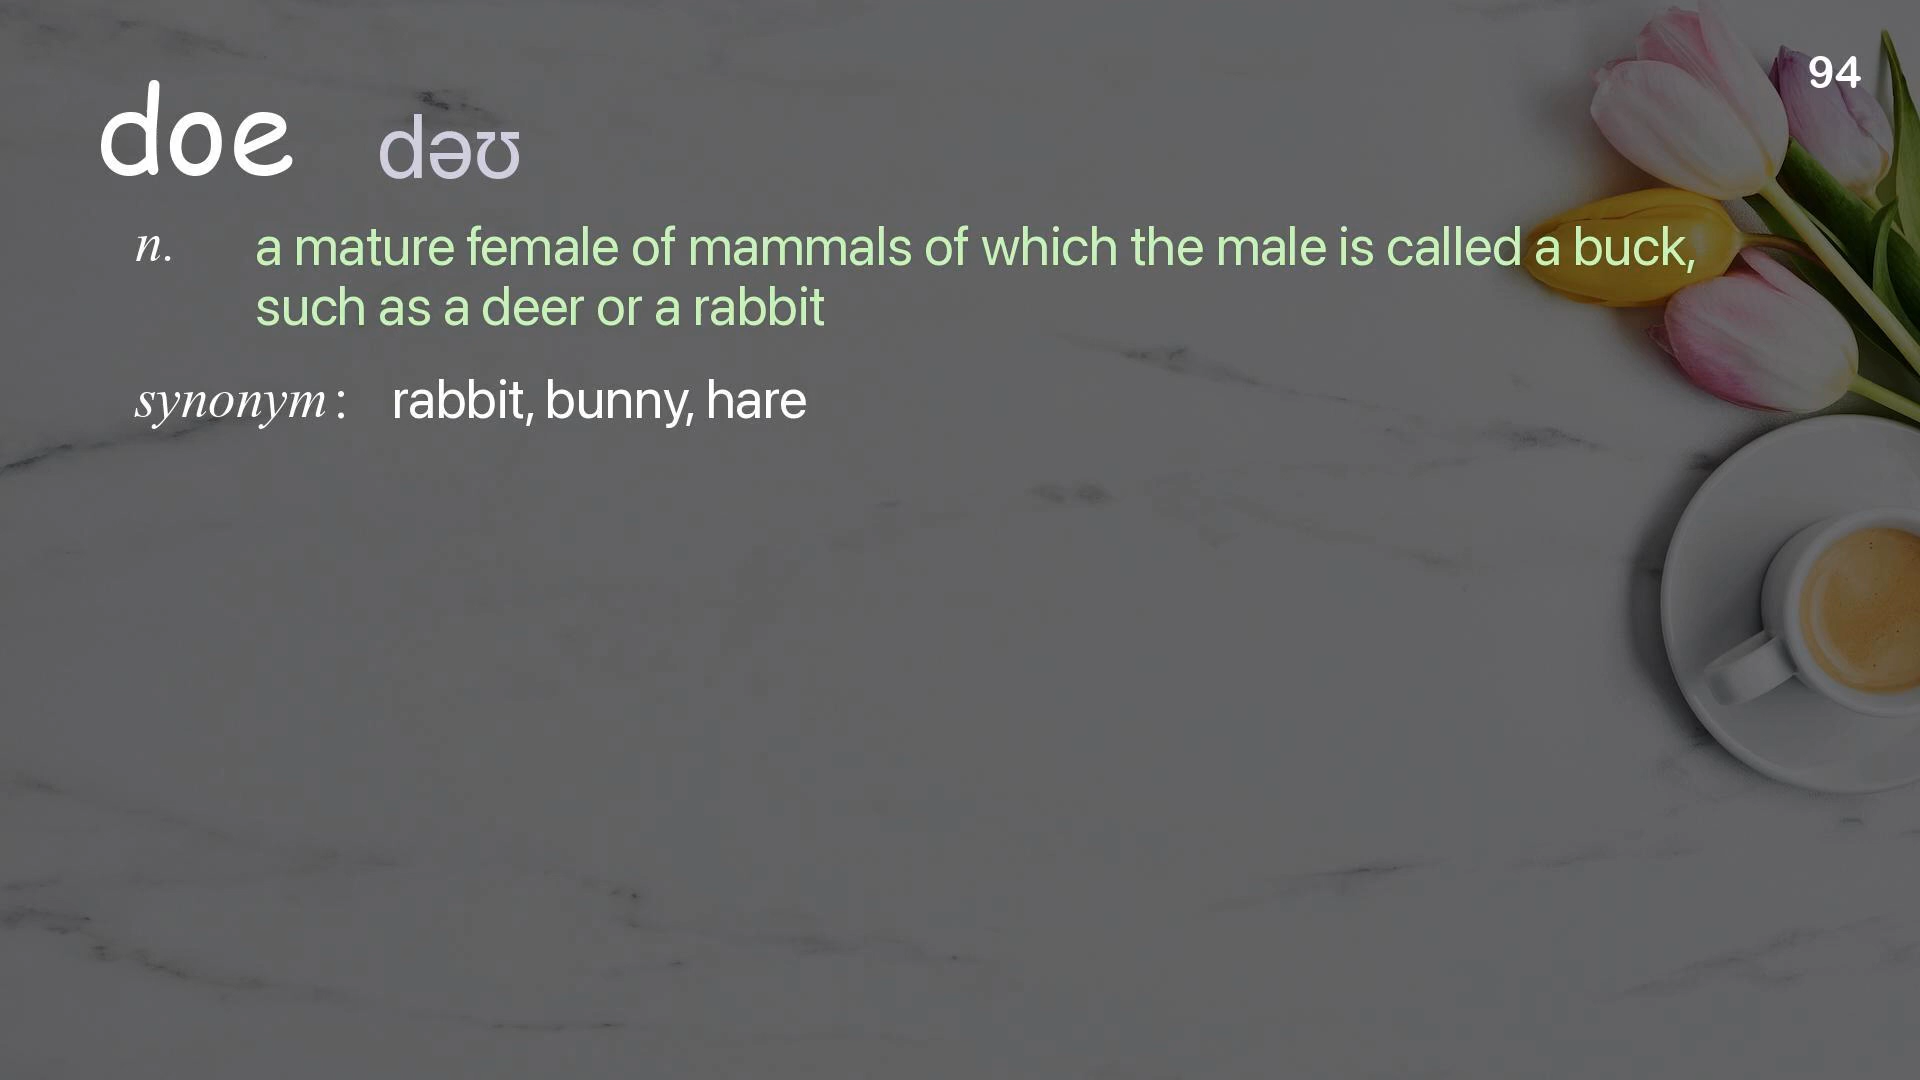 94
doe dəʊ
n. a mature female of mammals of which the male is called a buck,
such as a deer or a rabbit
synonym: rabbit, bunny, hare